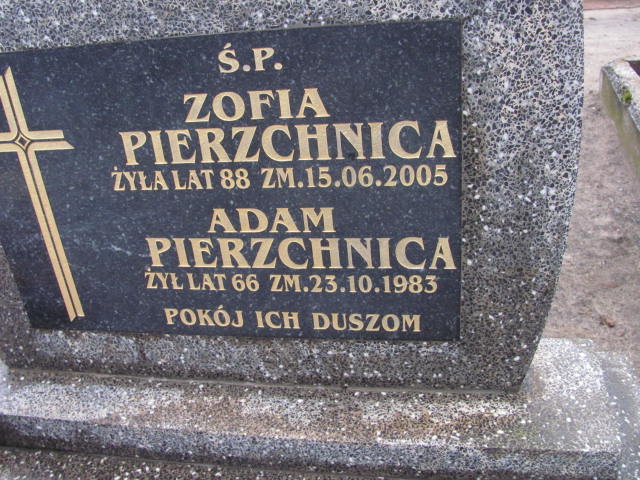 Ś.P.
ZOFIA
PIERZCHNICA
ŻYŁA LAT 88 ZM.15.06.2005
ADAM
PIERZCHNICA
ŻYŁ LAT 66 ZM.23.10.1983
POKÓJ ICH DUSZOM